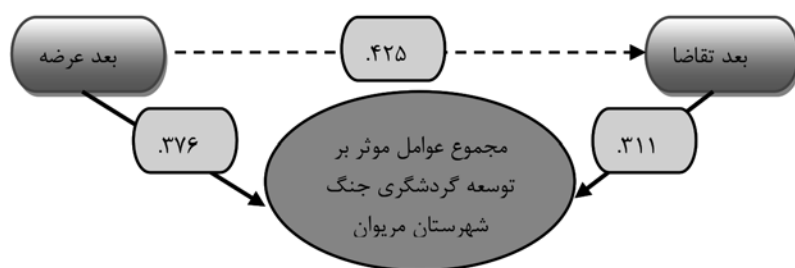 بعد تقاضا
.۴۲۵
بعد عرضه
.۳۱۱
.۳۷۶
مجموع عوامل موثر بر
توسعه گردشگری جنگ
شهرستان مریوان